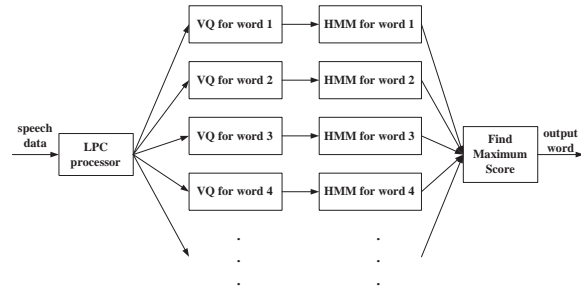 speech
data
LPC
processor
VQ for word 1
HMM for word 1
VQ for word 2
HMM for word 2
VQ for word 3
HMM for word 3
VQ for word 4
HMM for word 4
Find
Maximum
Score
output
word